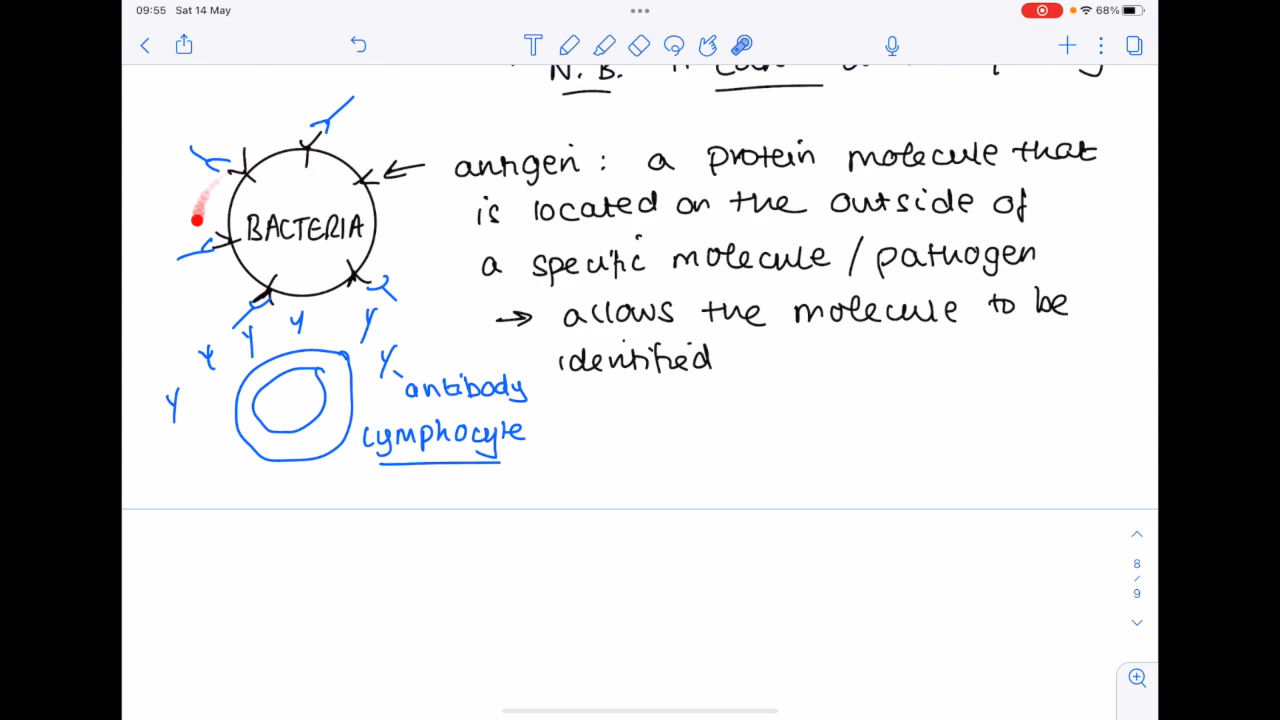 09:55 Sat 14 May
68%
N. B.
BACTERIA
antigen : a protein molecule that
is located on the outside of
a specific molecule / pathogen
→ allows the molecule to be
identified
antibody
lymphocyte
8
/
9